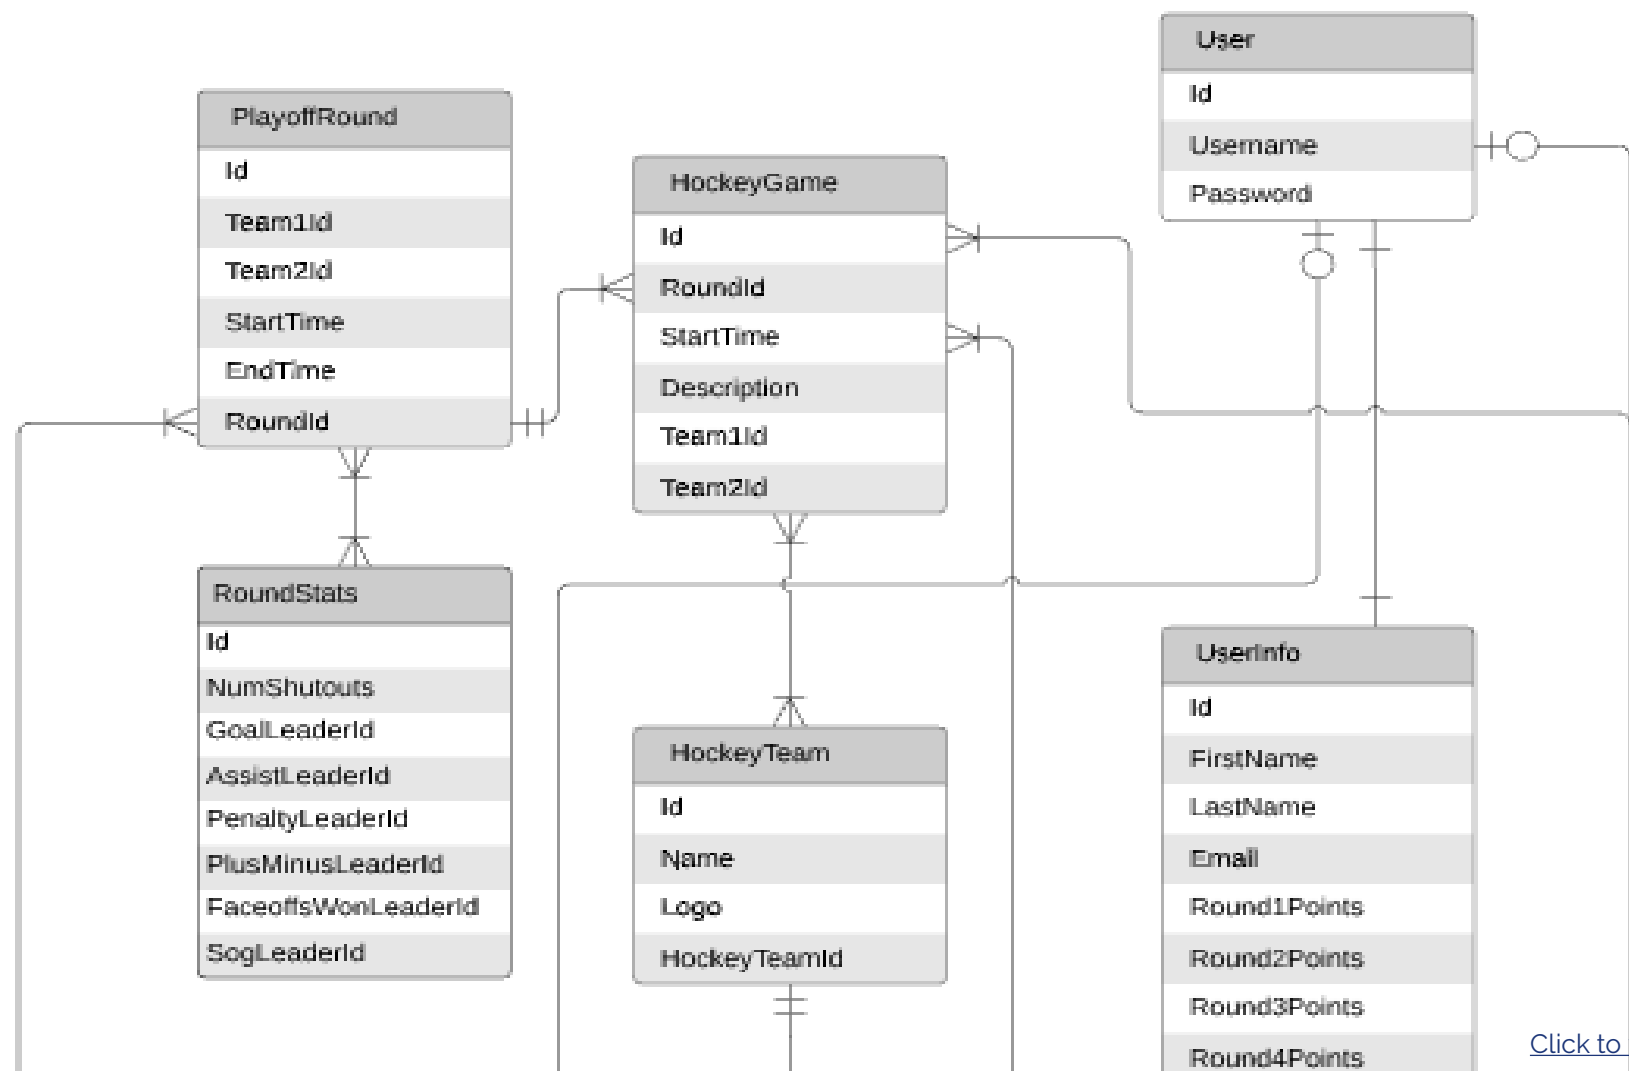 User
Id
Username
Password
PlayoffRound
Id
Team1Id
Team2Id
StartTime
EndTime
RoundId
HockeyGame
Id
RoundId
StartTime
Description
Team1Id
Team2Id
RoundStats
Id
NumShutouts
GoalLeaderId
AssistLeaderId
PenaltyLeaderId
PlusMinusLeaderId
FaceoffsWonLeaderId
SogLeaderId
HockeyTeam
Id
Name
Logo
HockeyTeamId
UserInfo
Id
FirstName
LastName
Email
Round1Points
Round2Points
Round3Points
Round4Points
Click to